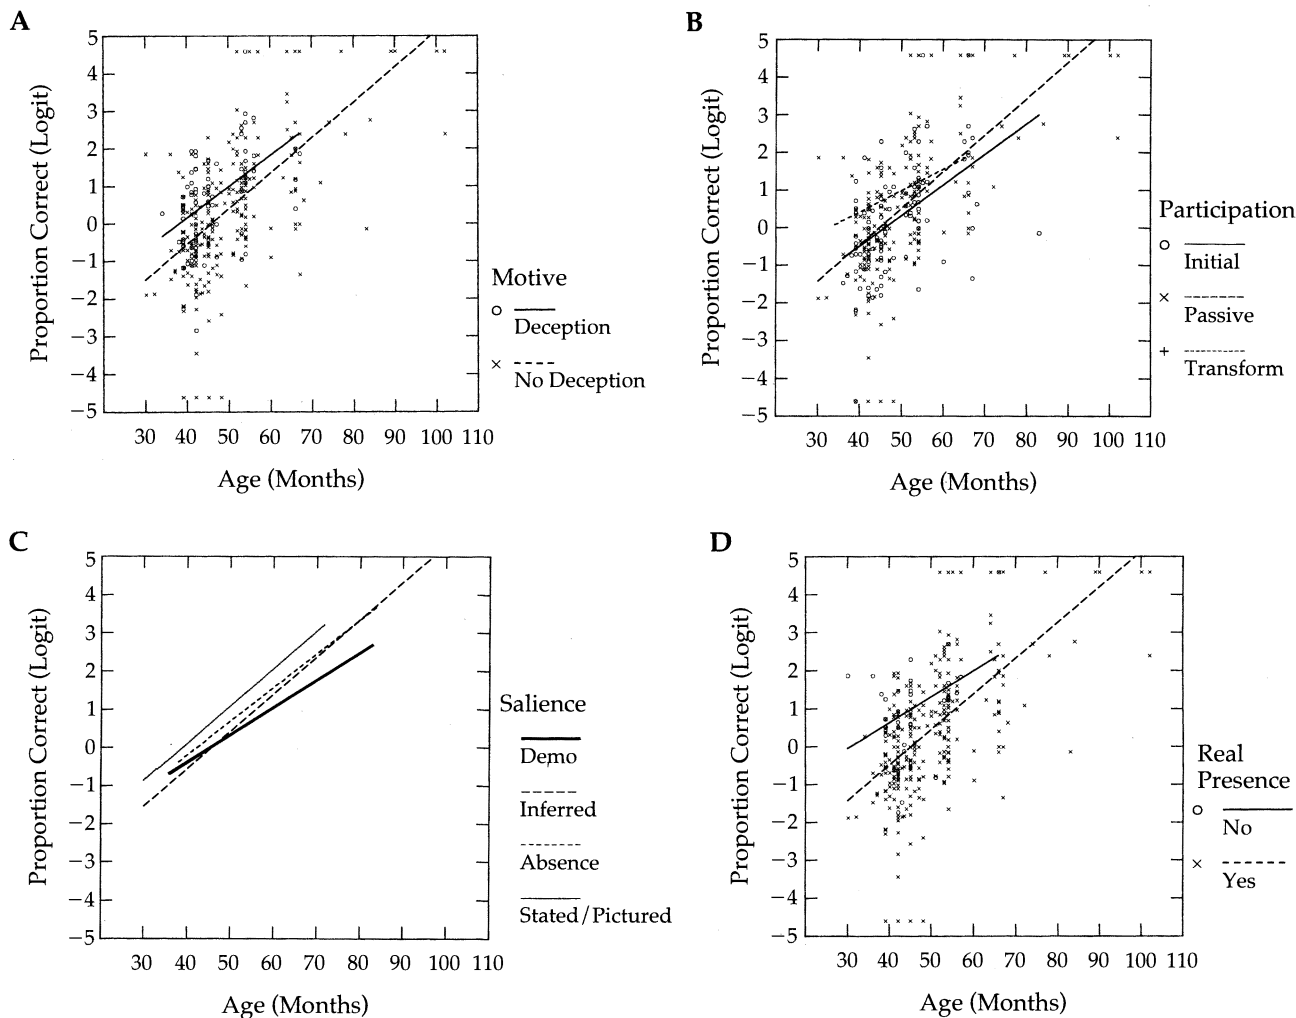 A
5
4
3
2
1
0
−1
−2
−3
−4
−5
30 40 50 60 70 80 90 100 110
Proportion Correct (Logit)
Age (Months)
Motive
Deception
No Deception
B
5
4
3
2
1
0
−1
−2
−3
−4
−5
30 40 50 60 70 80 90 100 110
Proportion Correct (Logit)
Age (Months)
Participation
Initial
Passive
Transform
C
5
4
3
2
1
0
−1
−2
−3
−4
−5
30 40 50 60 70 80 90 100 110
Proportion Correct (Logit)
Age (Months)
Salience
Demo
Inferred
Absence
Stated/Pictured
D
5
4
3
2
1
0
−1
−2
−3
−4
−5
30 40 50 60 70 80 90 100 110
Proportion Correct (Logit)
Age (Months)
Real
Presence
No
Yes